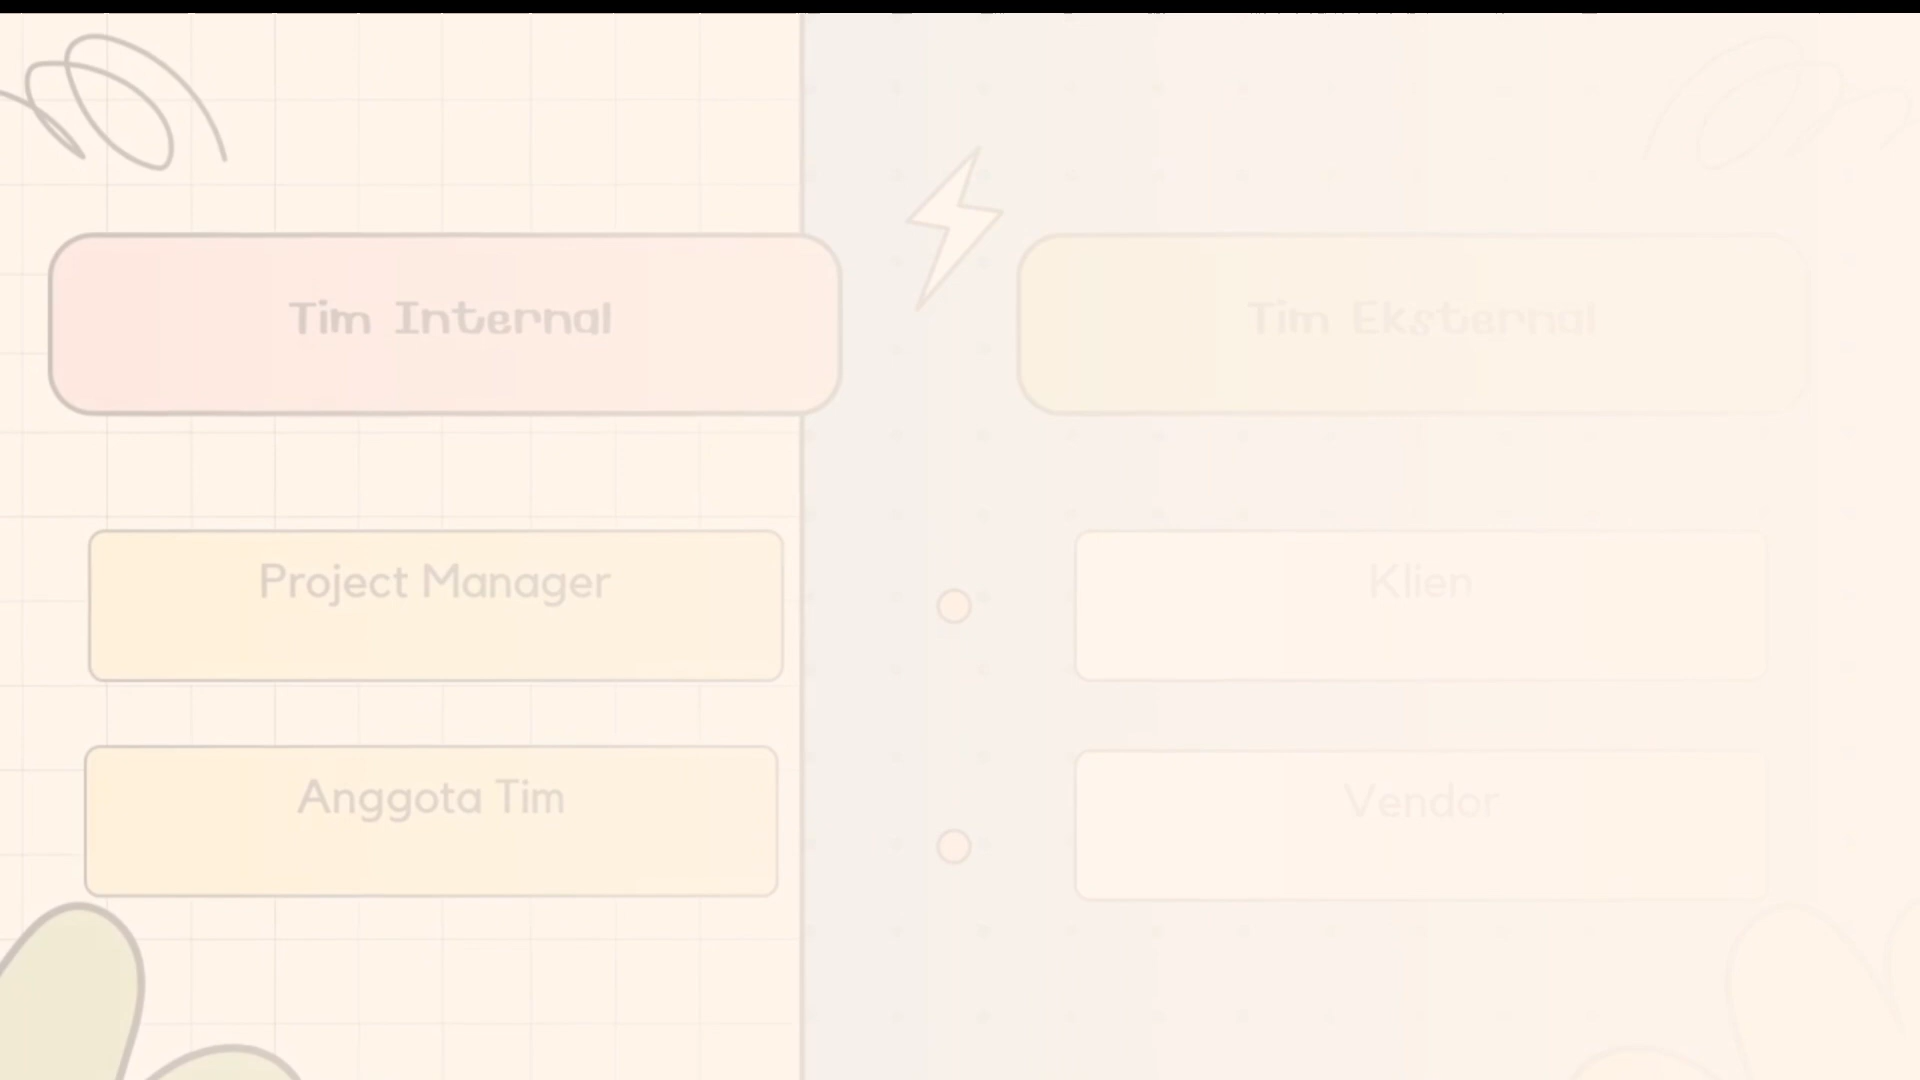 Tim Internal
Tim Eksternal
Project Manager
Klien
Anggota Tim
Vendor